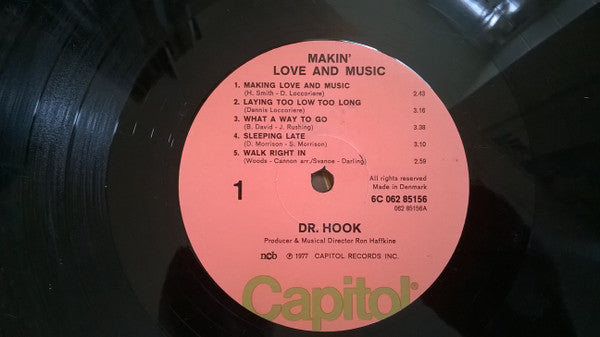 MAKIN'
LOVE AND MUSIC
1. MAKING LOVE AND MUSIC
(H. Smith - D. Loccoriere) 2.43
2. LAYING TOO LOW TOO LONG
(Dennis Loccoriere) 3.16
3. WHAT A WAY TO GO
(B. David - J. Rushing) 3.38
4. SLEEPING LATE
(D. Morrison - S. Morrison) 3.10
5. WALK RIGHT IN
(Woods - Cannon arr./Svanoe - Darling) 2.59
All rights reserved
Made in Denmark
1
6C 062 85156
062 85156A
DR. HOOK
Producer & Musical Director Ron Haffkine
ncb ℗ 1977 CAPITOL RECORDS INC.
Capitol®